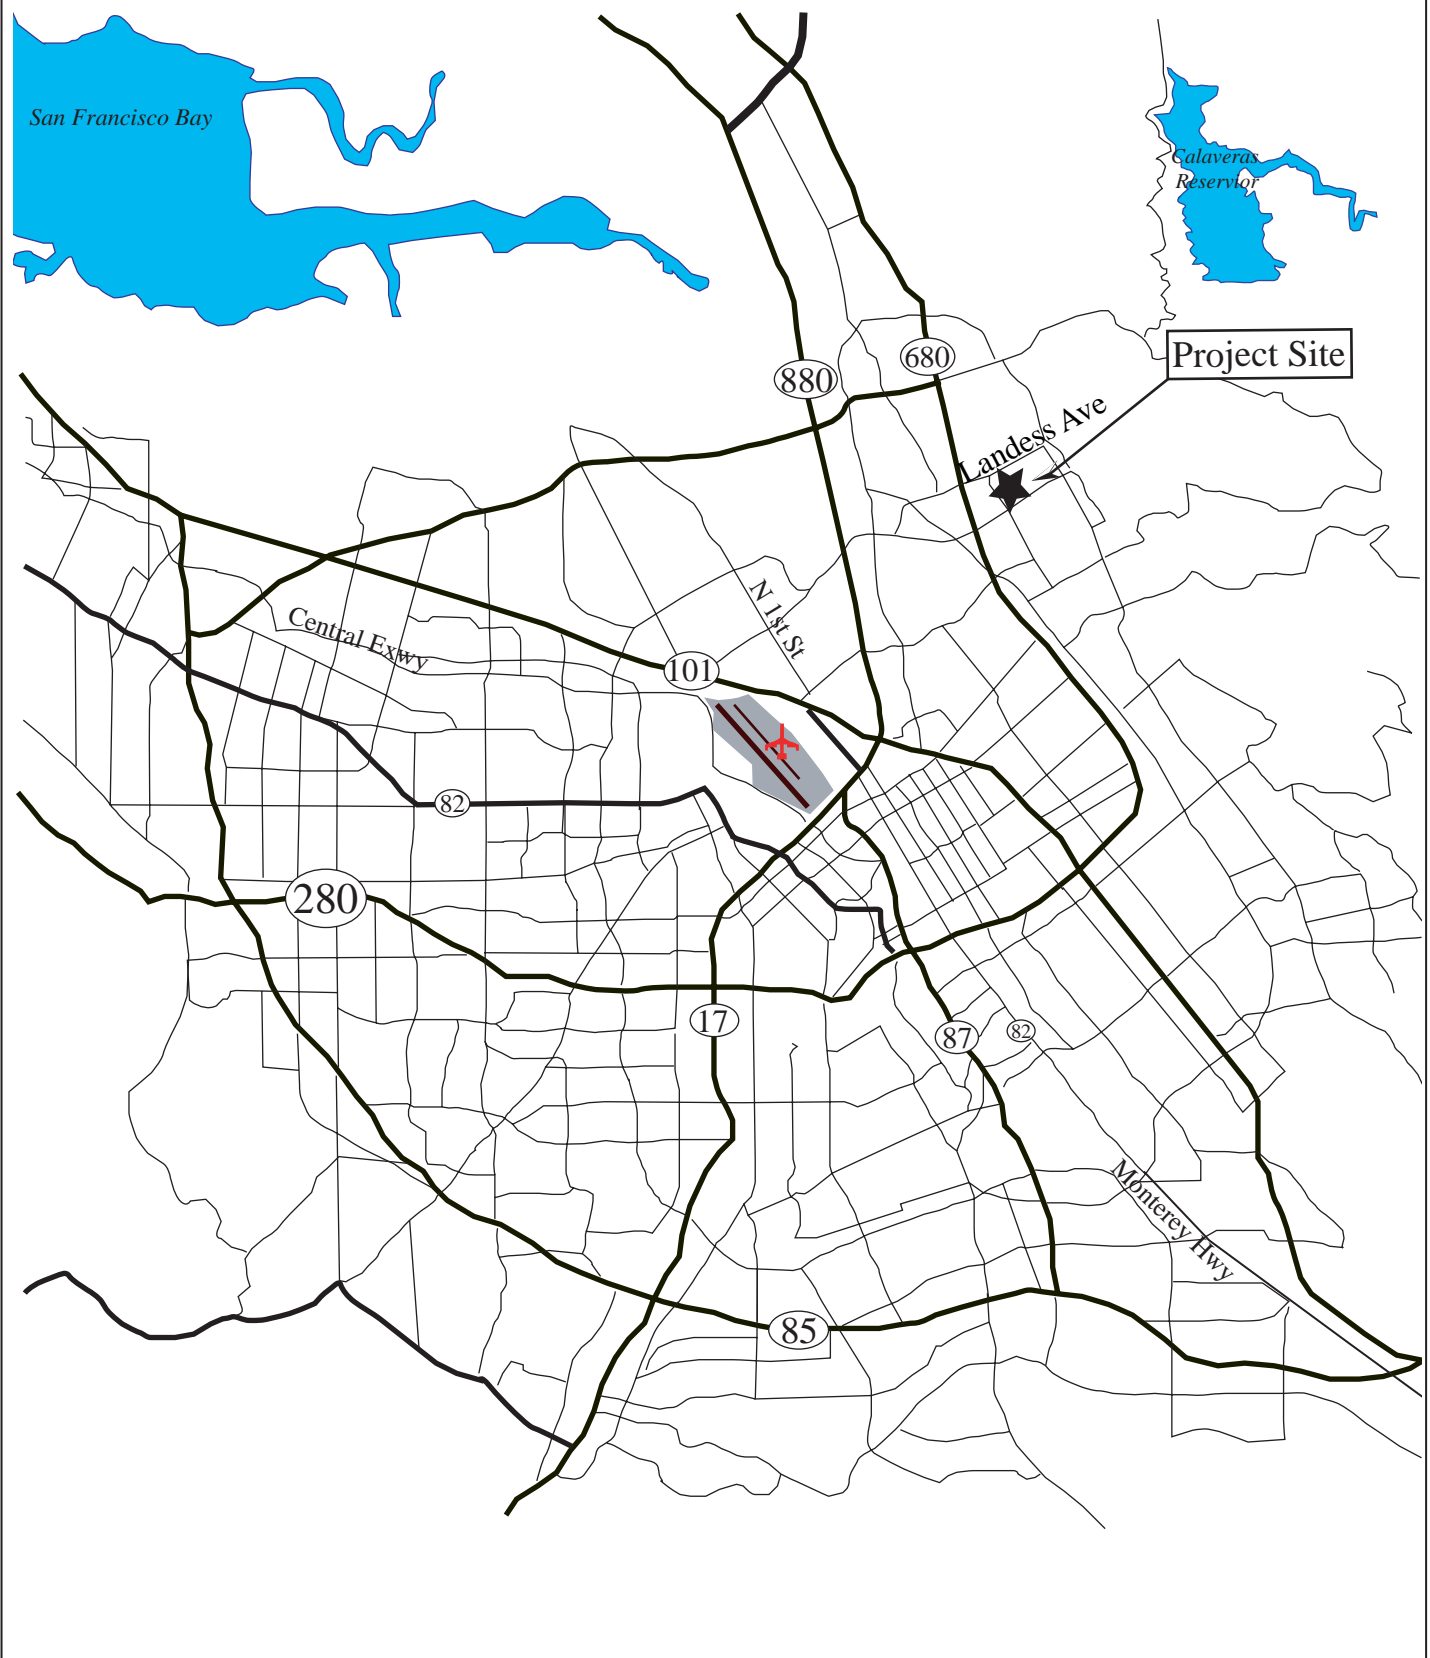 San Francisco Bay
Calaveras
Reservior
Project Site
680
880
Landess Ave
N 1st St
Central Exwy
101
82
280
17
87
82
Monterey Hwy
85